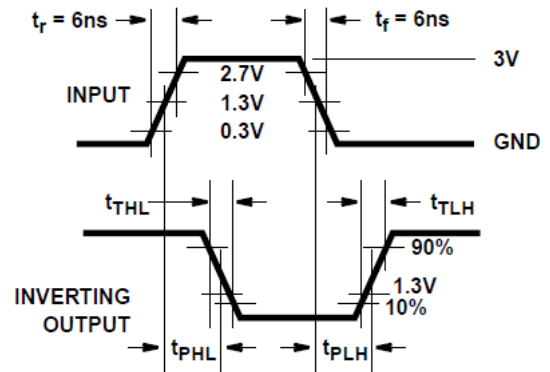 tr = 6ns
tf = 6ns
3V
INPUT
2.7V
1.3V
0.3V
GND
tTHL
tTLH
90%
1.3V
10%
INVERTING
OUTPUT
tPHL
tPLH